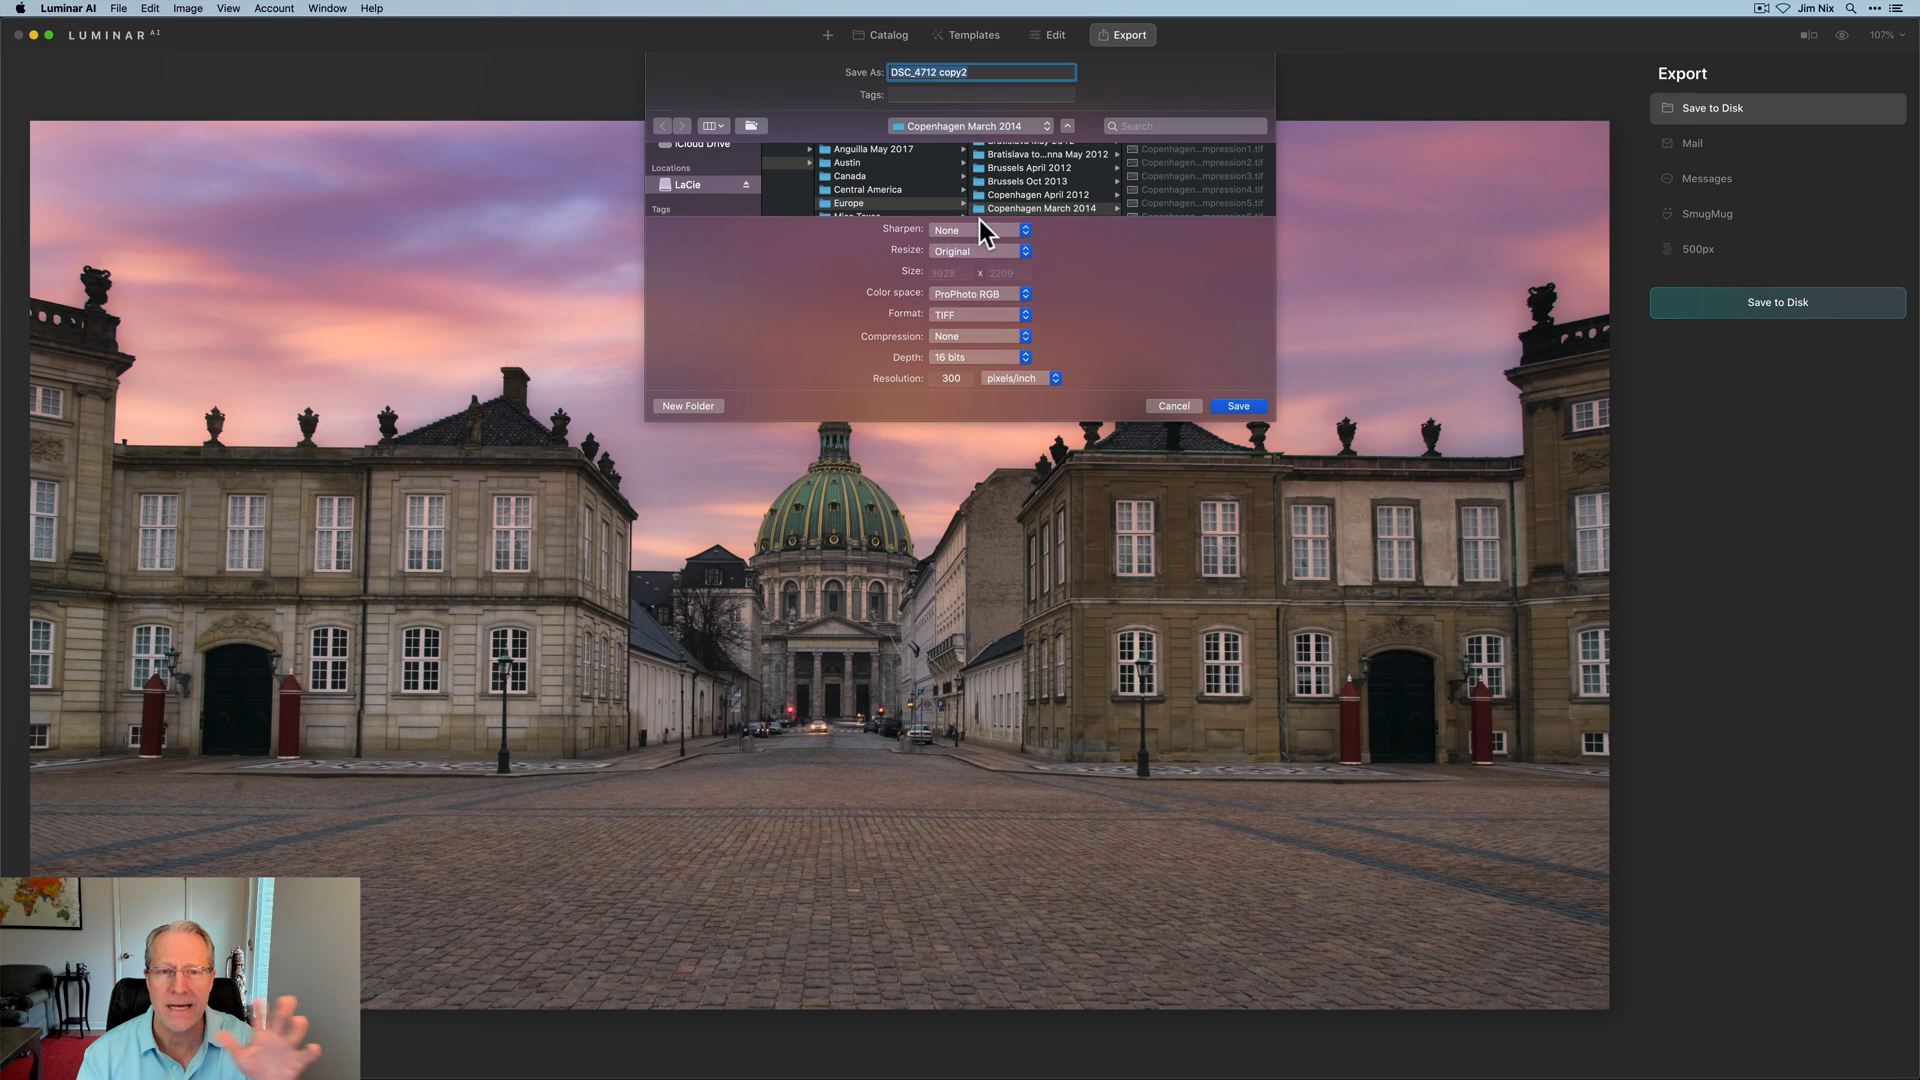 Luminar AI File Edit Image View Account Window Help Jim Nix
LUMINAR AI
Catalog Templates Edit Export 107%
Save As: DSC_4712 copy2
Tags:
Copenhagen March 2014 Search
iCloud Drive
Locations
LaCie
Tags
Anguilla May 2017
Austin
Canada
Central America
Europe
Bratislava to...nna May 2012
Brussels April 2012
Brussels Oct 2013
Copenhagen April 2012
Copenhagen March 2014
Copenhagen...mpression1.tif
Copenhagen...mpression2.tif
Copenhagen...mpression3.tif
Copenhagen...mpression4.tif
Copenhagen...mpression5.tif
Sharpen: None
Resize: Original
Size: 3928 x 2209
Color space: ProPhoto RGB
Format: TIFF
Compression: None
Depth: 16 bits
Resolution: 300 pixels/inch
New Folder Cancel Save
Export
Save to Disk
Mail
Messages
SmugMug
500px
Save to Disk